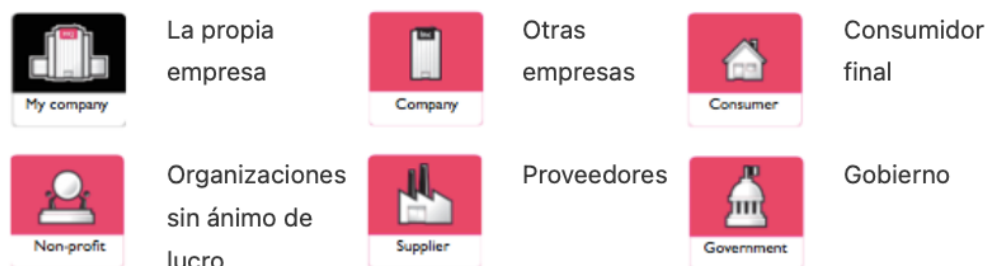 La propia
empresa
My company
Otras
empresas
Company
Consumidor
final
Consumer
Organizaciones
sin ánimo de
lucro
Non-profit
Proveedores
Supplier
Gobierno
Government